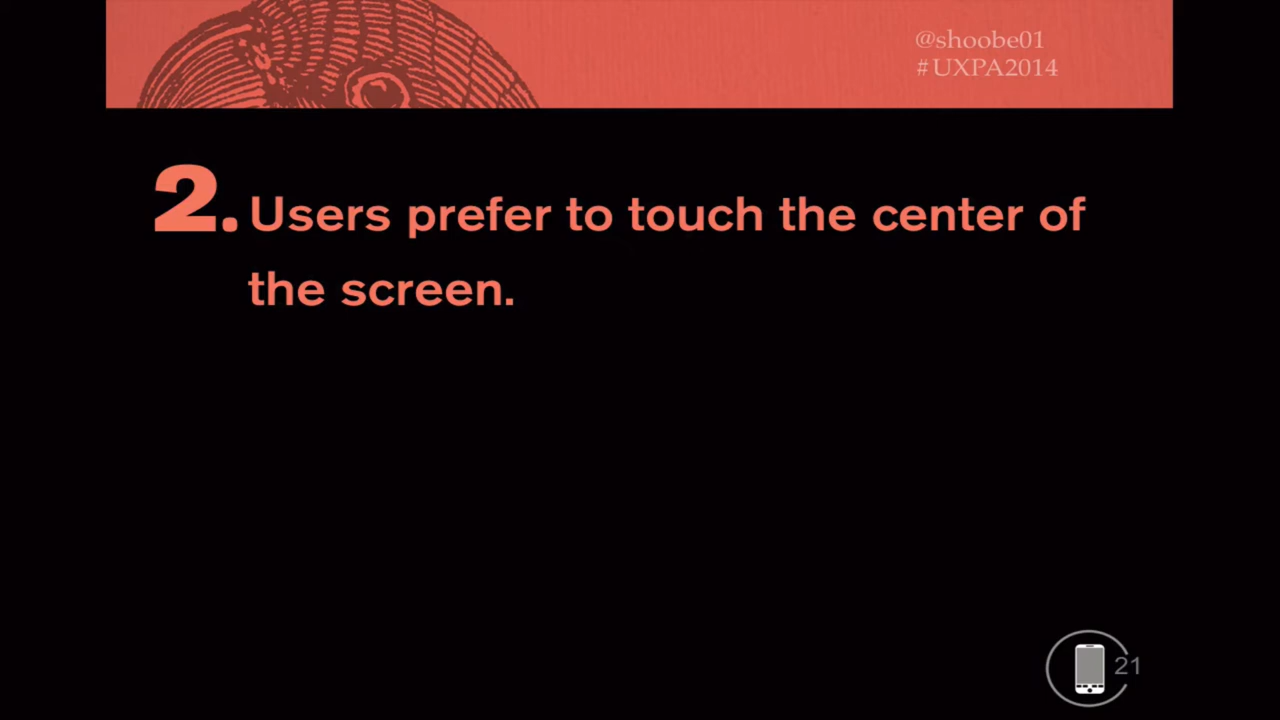 @shoobe01
#UXPA2014
2. Users prefer to touch the center of
the screen.
21